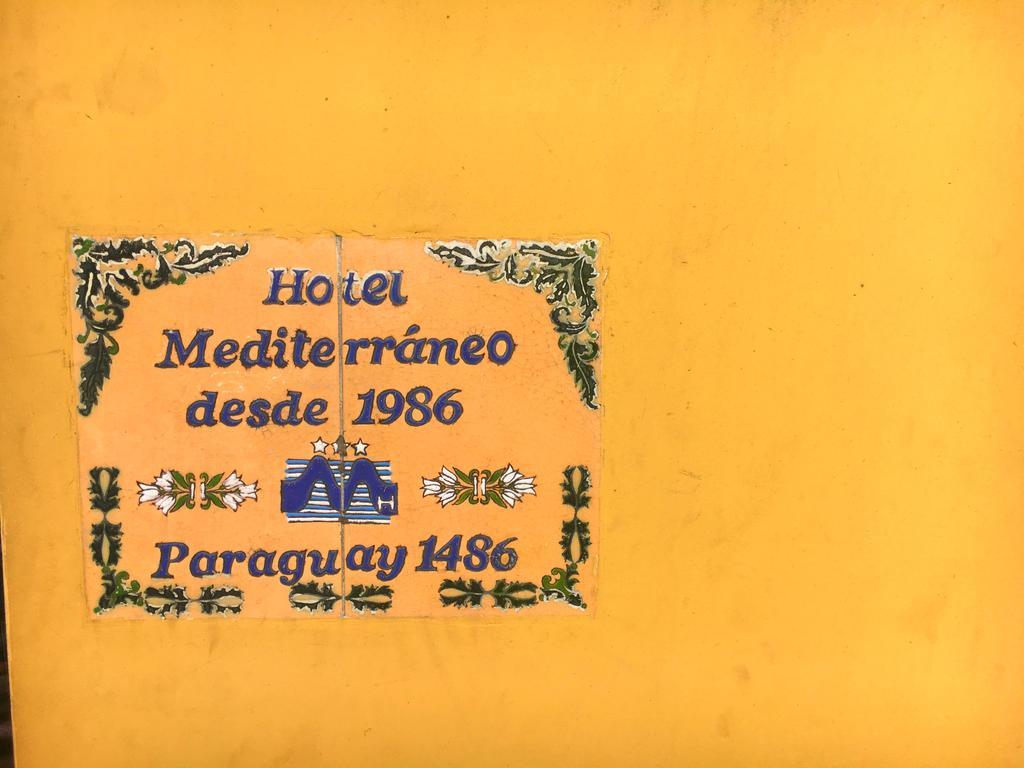 Hotel
Mediterráneo
desde 1986
H
Paraguay 1486